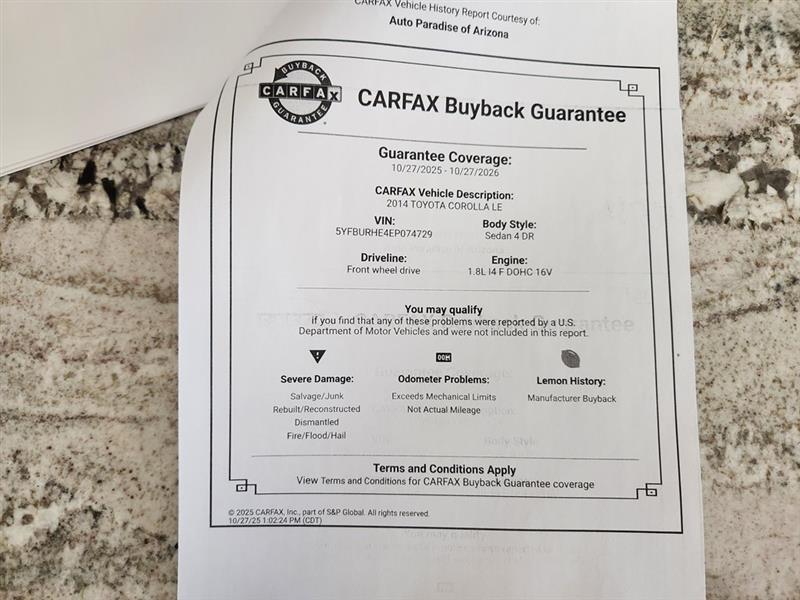 CARFAX Vehicle History Report Courtesy of:
Auto Paradise of Arizona
BUYBACK
CARFAX
GUARANTEE
CARFAX Buyback Guarantee
Guarantee Coverage:
10/27/2025 - 10/27/2026
CARFAX Vehicle Description:
2014 TOYOTA COROLLA LE
VIN:
5YFBURHE4EP074729
Body Style:
Sedan 4 DR
Driveline:
Front wheel drive
Engine:
1.8L I4 F DOHC 16V
You may qualify
if you find that any of these problems were reported by a U.S.
Department of Motor Vehicles and were not included in this report.
Severe Damage:
Salvage/Junk
Rebuilt/Reconstructed
Dismantled
Fire/Flood/Hail
Odometer Problems:
Exceeds Mechanical Limits
Not Actual Mileage
Lemon History:
Manufacturer Buyback
Terms and Conditions Apply
View Terms and Conditions for CARFAX Buyback Guarantee coverage
© 2025 CARFAX, Inc., part of S&P Global. All rights reserved.
10/27/25 1:02:24 PM (CDT)